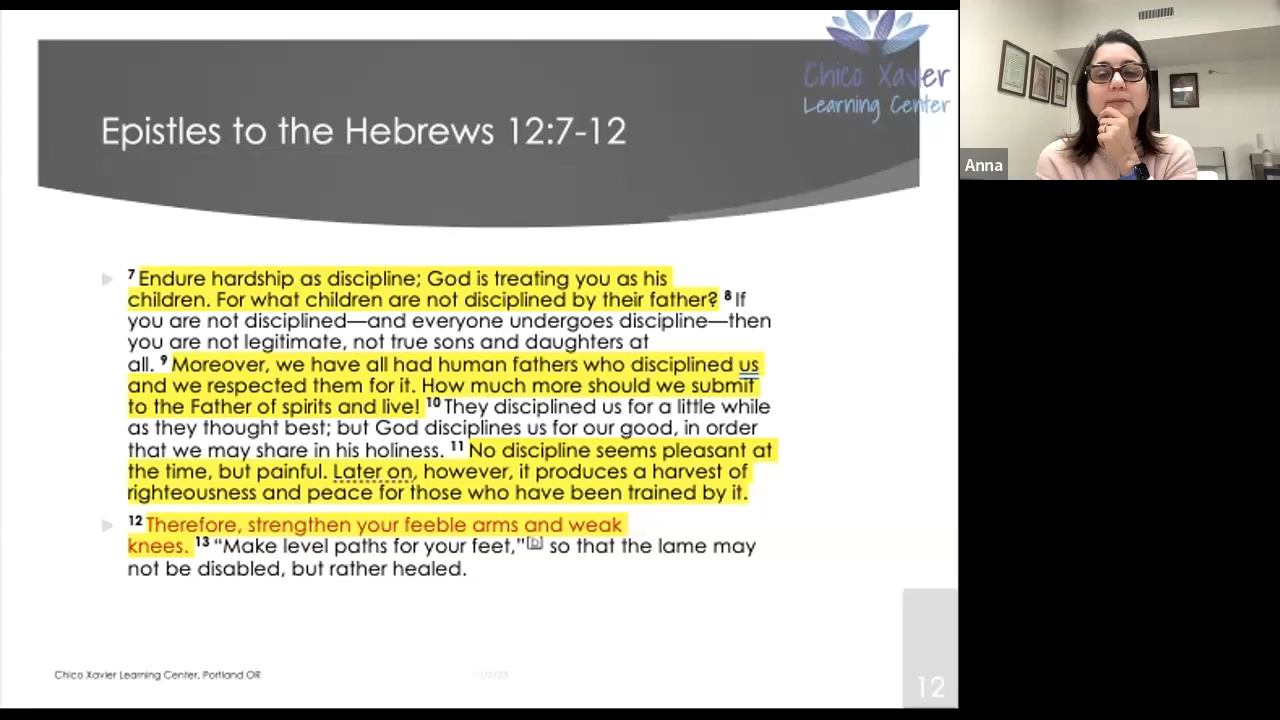 Chico Xavier
Learning Center
Epistles to the Hebrews 12:7-12
Anna
7 Endure hardship as discipline; God is treating you as his
children. For what children are not disciplined by their father? 8 If
you are not disciplined—and everyone undergoes discipline—then
you are not legitimate, not true sons and daughters at
all. 9 Moreover, we have all had human fathers who disciplined us
and we respected them for it. How much more should we submit
to the Father of spirits and live! 10 They disciplined us for a little while
as they thought best; but God disciplines us for our good, in order
that we may share in his holiness. 11 No discipline seems pleasant at
the time, but painful. Later on, however, it produces a harvest of
righteousness and peace for those who have been trained by it.
12 Therefore, strengthen your feeble arms and weak
knees. 13 “Make level paths for your feet,”[b] so that the lame may
not be disabled, but rather healed.
Chico Xavier Learning Center, Portland OR
12